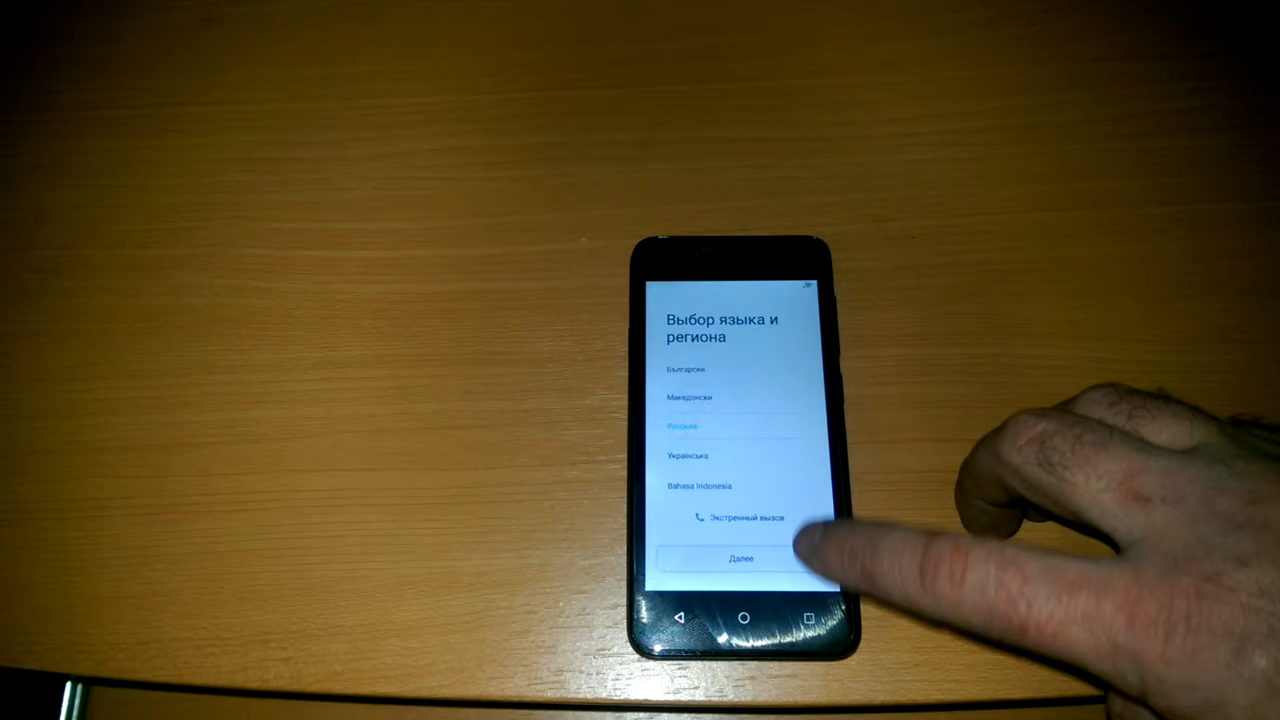 Выбор языка и
региона
Български
Македонски
Русский
Українська
Bahasa Indonesia
Экстренный вызов
Далее